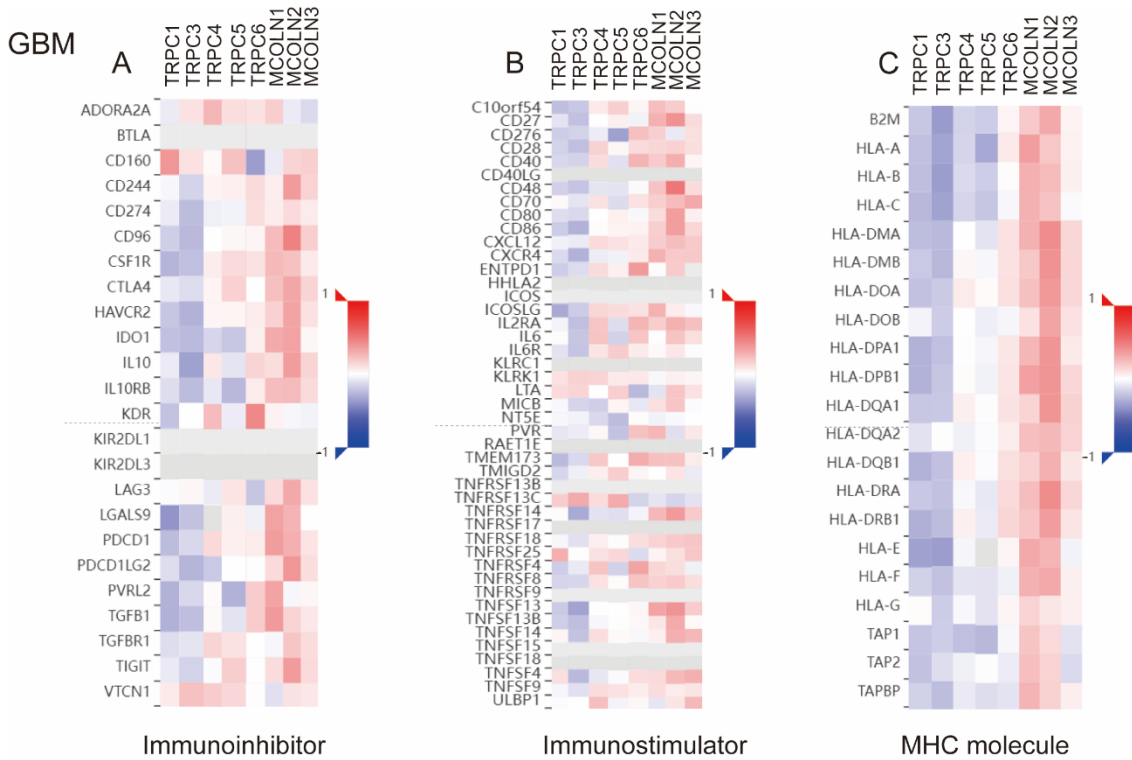 GBM
A
TRPC1
TRPC3
TRPC4
TRPC5
TRPC6
MCOLN1
MCOLN2
MCOLN3
ADORA2A
BTLA
CD160
CD244
CD274
CD96
CSF1R
CTLA4
HAVCR2
IDO1
IL10
IL10RB
KDR
KIR2DL1
KIR2DL3
LAG3
LGALS9
PDCD1
PDCD1LG2
PVRL2
TGFB1
TGFBR1
TIGIT
VTCN1
1
-1
Immunoinhibitor
B
TRPC1
TRPC3
TRPC4
TRPC5
TRPC6
MCOLN1
MCOLN2
MCOLN3
C10orf54
CD27
CD276
CD28
CD40
CD40LG
CD48
CD70
CD80
CD86
CXCL12
CXCR4
ENTPD1
HHLA2
ICOS
ICOSLG
IL2RA
IL6
IL6R
KLRC1
KLRK1
LTA
MICB
NT5E
PVR
RAET1E
TMEM173
TMIGD2
TNFRSF13B
TNFRSF13C
TNFRSF14
TNFRSF17
TNFRSF18
TNFRSF25
TNFRSF4
TNFRSF8
TNFRSF9
TNFSF13
TNFSF13B
TNFSF14
TNFSF15
TNFSF18
TNFSF4
TNFSF9
ULBP1
1
-1
Immunostimulator
C
TRPC1
TRPC3
TRPC4
TRPC5
TRPC6
MCOLN1
MCOLN2
MCOLN3
B2M
HLA-A
HLA-B
HLA-C
HLA-DMA
HLA-DMB
HLA-DOA
HLA-DOB
HLA-DPA1
HLA-DPB1
HLA-DQA1
HLA-DQA2
HLA-DQB1
HLA-DRA
HLA-DRB1
HLA-E
HLA-F
HLA-G
TAP1
TAP2
TAPBP
1
-1
MHC molecule